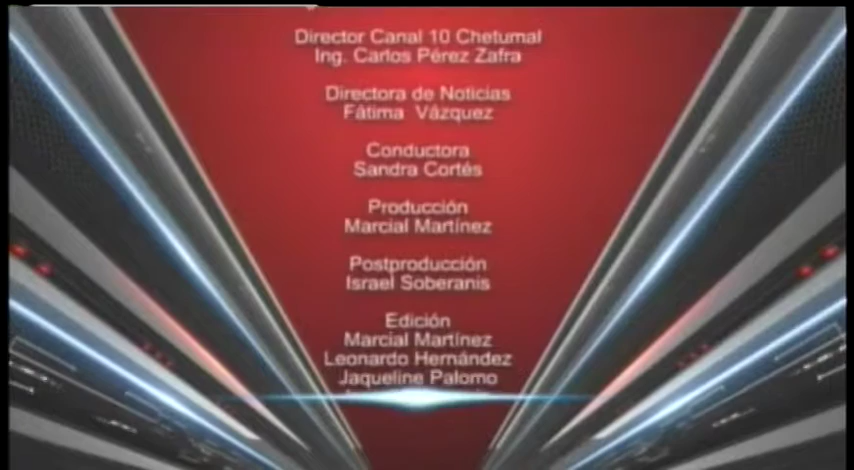 Director Canal 10 Chetumal
Ing. Carlos Pérez Zafra
Directora de Noticias
Fátima Vázquez
Conductora
Sandra Cortés
Producción
Marcial Martínez
Postproducción
Israel Soberanis
Edición
Marcial Martínez
Leonardo Hernández
Jaqueline Palomo